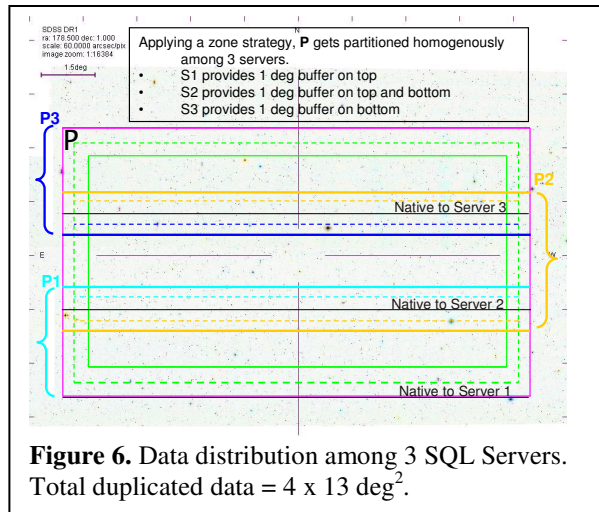 SDSS DR1
ra: 178.500 dec: 1.000
scale: 60.0000 arcsec/pix
image zoom: 1:16384
1.5deg
N
Applying a zone strategy, P gets partitioned homogenously
among 3 servers.
• S1 provides 1 deg buffer on top
• S2 provides 1 deg buffer on top and bottom
• S3 provides 1 deg buffer on bottom
P3
P
P2
Native to Server 3
E
W
P1
Native to Server 2
Native to Server 1
Figure 6. Data distribution among 3 SQL Servers.
Total duplicated data = 4 x 13 deg².